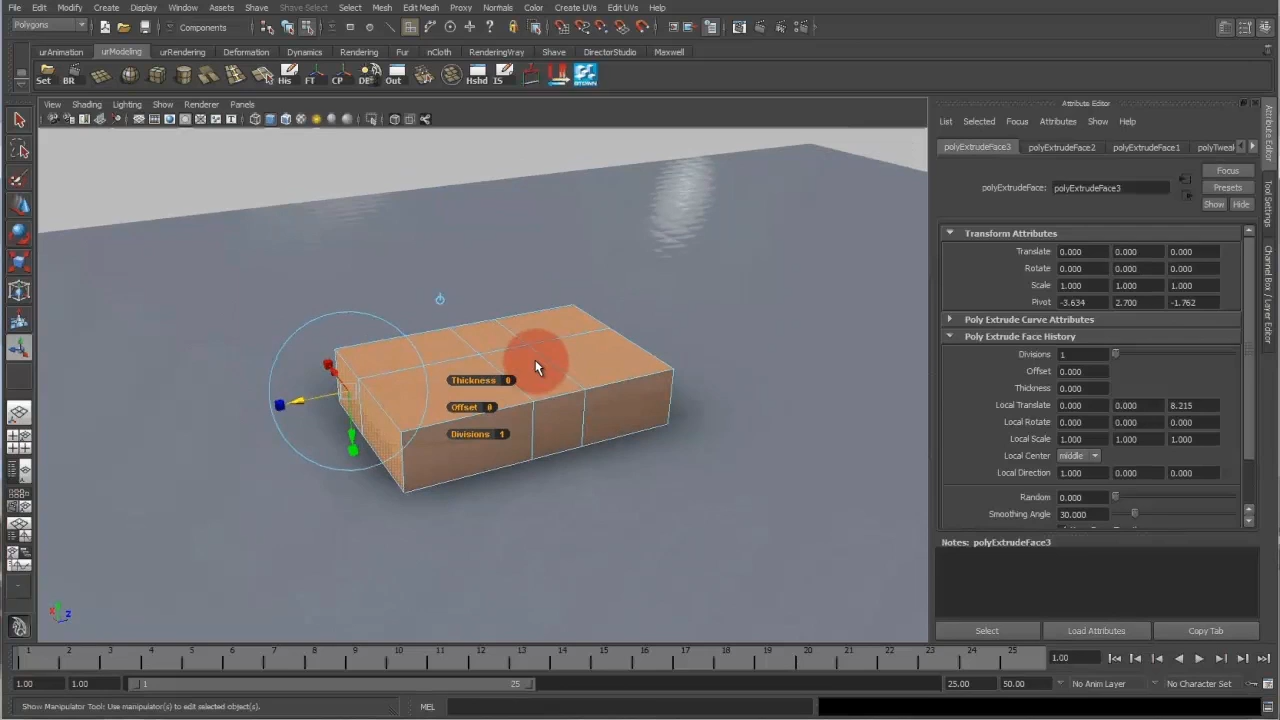 File Edit Modify Create Display Window Assets Shave Shave Select Select Mesh Edit Mesh Proxy Normals Color Create UVs Edit UVs Help
Polygons Components
urAnimation urModeling urRendering Deformation Dynamics Rendering Fur nCloth RenderingVray Shave DirectorStudio Maxwell
Set BR His FT CP DE Out Hsbd IS
View Shading Lighting Show Renderer Panels
Attribute Editor
List Selected Focus Attributes Show Help
polyExtrudeFace3 polyExtrudeFace2 polyExtrudeFace1 polyTweak
Focus
polyExtrudeFace: polyExtrudeFace3
Presets
Show Hide
Transform Attributes
Translate 0.000 0.000 0.000
Rotate 0.000 0.000 0.000
Scale 1.000 1.000 1.000
Pivot -3.634 2.700 -1.762
Poly Extrude Curve Attributes
Poly Extrude Face History
Divisions 1
Offset 0.000
Thickness 0.000
Local Translate 0.000 0.000 8.215
Local Rotate 0.000 0.000 0.000
Local Scale 1.000 1.000 1.000
Local Center middle
Local Direction 1.000 0.000 0.000
Random 0.000
Smoothing Angle 30.000
Notes: polyExtrudeFace3
Select Load Attributes Copy Tab
Attribute Editor
Tool Settings
Channel Box / Layer Editor
Thickness 0
Offset 0
Divisions 1
X Z
1 2 3 4 5 6 7 8 9 10 11 12 13 14 15 16 17 18 19 20 21 22 23 24 25 1.00
1.00 1.00 1 25 25.00 50.00 No Anim Layer No Character Set
Show Manipulator Tool: Use manipulator(s) to edit selected object(s). MEL